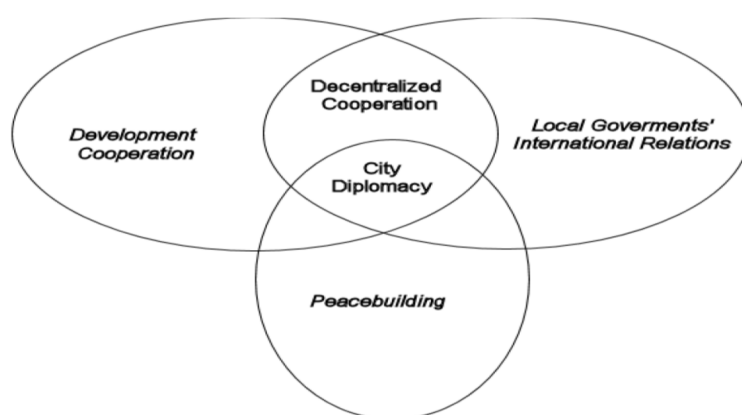 Decentralized
Cooperation
Development
Cooperation
Local Goverments'
International Relations
City
Diplomacy
Peacebuilding